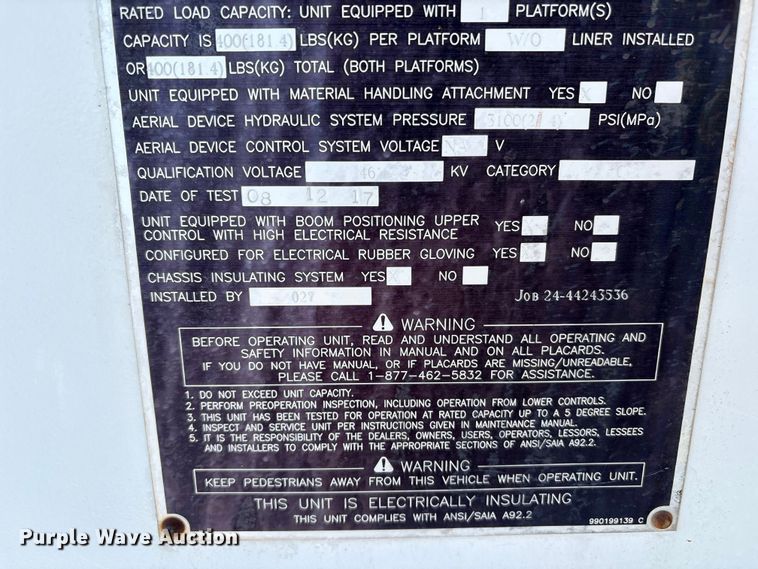 RATED LOAD CAPACITY: UNIT EQUIPPED WITH 1 PLATFORM(S)
CAPACITY IS 400(181.4) LBS(KG) PER PLATFORM W/O LINER INSTALLED
OR 400(181.4) LBS(KG) TOTAL (BOTH PLATFORMS)
UNIT EQUIPPED WITH MATERIAL HANDLING ATTACHMENT YES X NO
AERIAL DEVICE HYDRAULIC SYSTEM PRESSURE PSI(MPa)
AERIAL DEVICE CONTROL SYSTEM VOLTAGE V
QUALIFICATION VOLTAGE 46 KV CATEGORY C
DATE OF TEST 08 12 17
UNIT EQUIPPED WITH BOOM POSITIONING UPPER
CONTROL WITH HIGH ELECTRICAL RESISTANCE YES NO
CONFIGURED FOR ELECTRICAL RUBBER GLOVING YES NO
CHASSIS INSULATING SYSTEM YES NO
INSTALLED BY 027 JOB 24-44243536
WARNING
BEFORE OPERATING UNIT, READ AND UNDERSTAND ALL OPERATING AND
SAFETY INFORMATION IN MANUAL AND ON ALL PLACARDS.
IF YOU DO NOT HAVE MANUAL, OR IF PLACARDS ARE MISSING/UNREADABLE,
PLEASE CALL 1-877-462-5832 FOR ASSISTANCE.
1. DO NOT EXCEED UNIT CAPACITY.
2. PERFORM PREOPERATION INSPECTION, INCLUDING OPERATION FROM LOWER CONTROLS.
3. THIS UNIT HAS BEEN TESTED FOR OPERATION AT RATED CAPACITY UP TO A 5 DEGREE SLOPE.
4. INSPECT AND SERVICE UNIT PER INSTRUCTIONS GIVEN IN MAINTENANCE MANUAL.
5. IT IS THE RESPONSIBILITY OF THE DEALERS, OWNERS, USERS, OPERATORS, LESSORS, LESSEES
AND INSTALLERS TO COMPLY WITH THE APPROPRIATE SECTIONS OF ANSI/SAIA A92.2.
WARNING
KEEP PEDESTRIANS AWAY FROM THIS VEHICLE WHEN OPERATING UNIT.
THIS UNIT IS ELECTRICALLY INSULATING
THIS UNIT COMPLIES WITH ANSI/SAIA A92.2
990199139 C
Purple Wave Auction